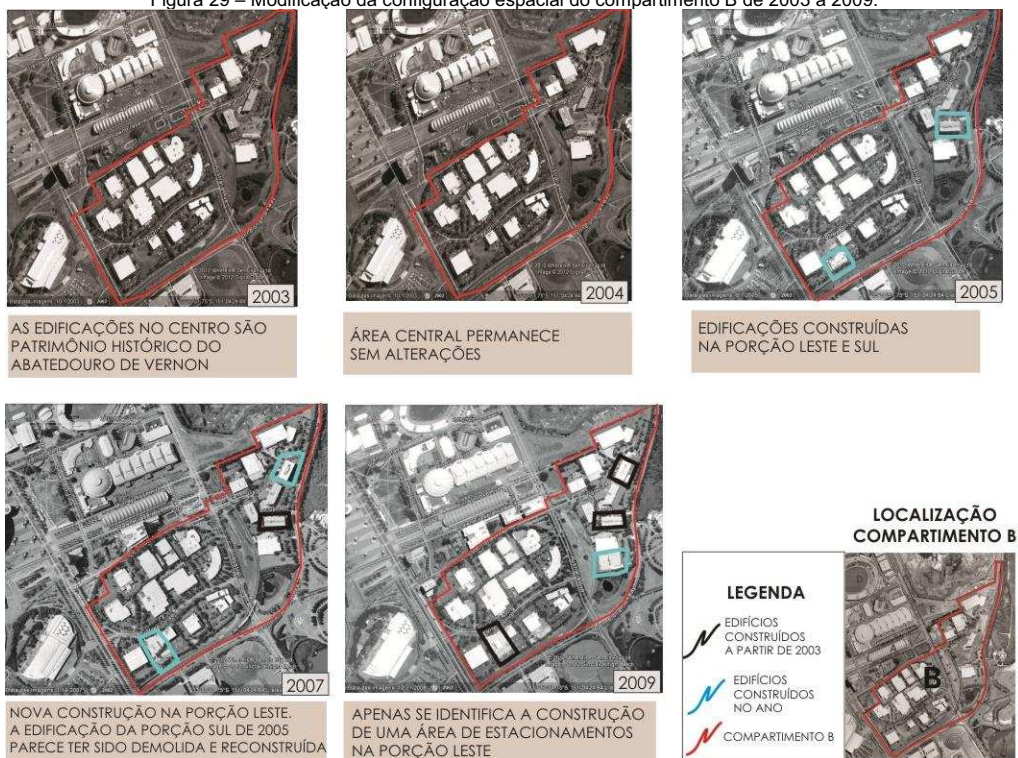 Figura 29 – Modificação da configuração espacial do compartimento B de 2003 a 2009.
2003
AS EDIFICAÇÕES NO CENTRO SÃO
PATRIMÔNIO HISTÓRICO DO
ABATEDOURO DE VERNON
2004
ÁREA CENTRAL PERMANECE
SEM ALTERAÇÕES
2005
EDIFICAÇÕES CONSTRUÍDAS
NA PORÇÃO LESTE E SUL
2007
NOVA CONSTRUÇÃO NA PORÇÃO LESTE.
A EDIFICAÇÃO DA PORÇÃO SUL DE 2005
PARECE TER SIDO DEMOLIDA E RECONSTRUÍDA
2009
APENAS SE IDENTIFICA A CONSTRUÇÃO
DE UMA ÁREA DE ESTACIONAMENTOS
NA PORÇÃO LESTE
LEGENDA
EDIFÍCIOS
CONSTRUÍDOS
A PARTIR DE 2003
EDIFÍCIOS
CONSTRUÍDOS
NO ANO
COMPARTIMENTO B
LOCALIZAÇÃO
COMPARTIMENTO B
B